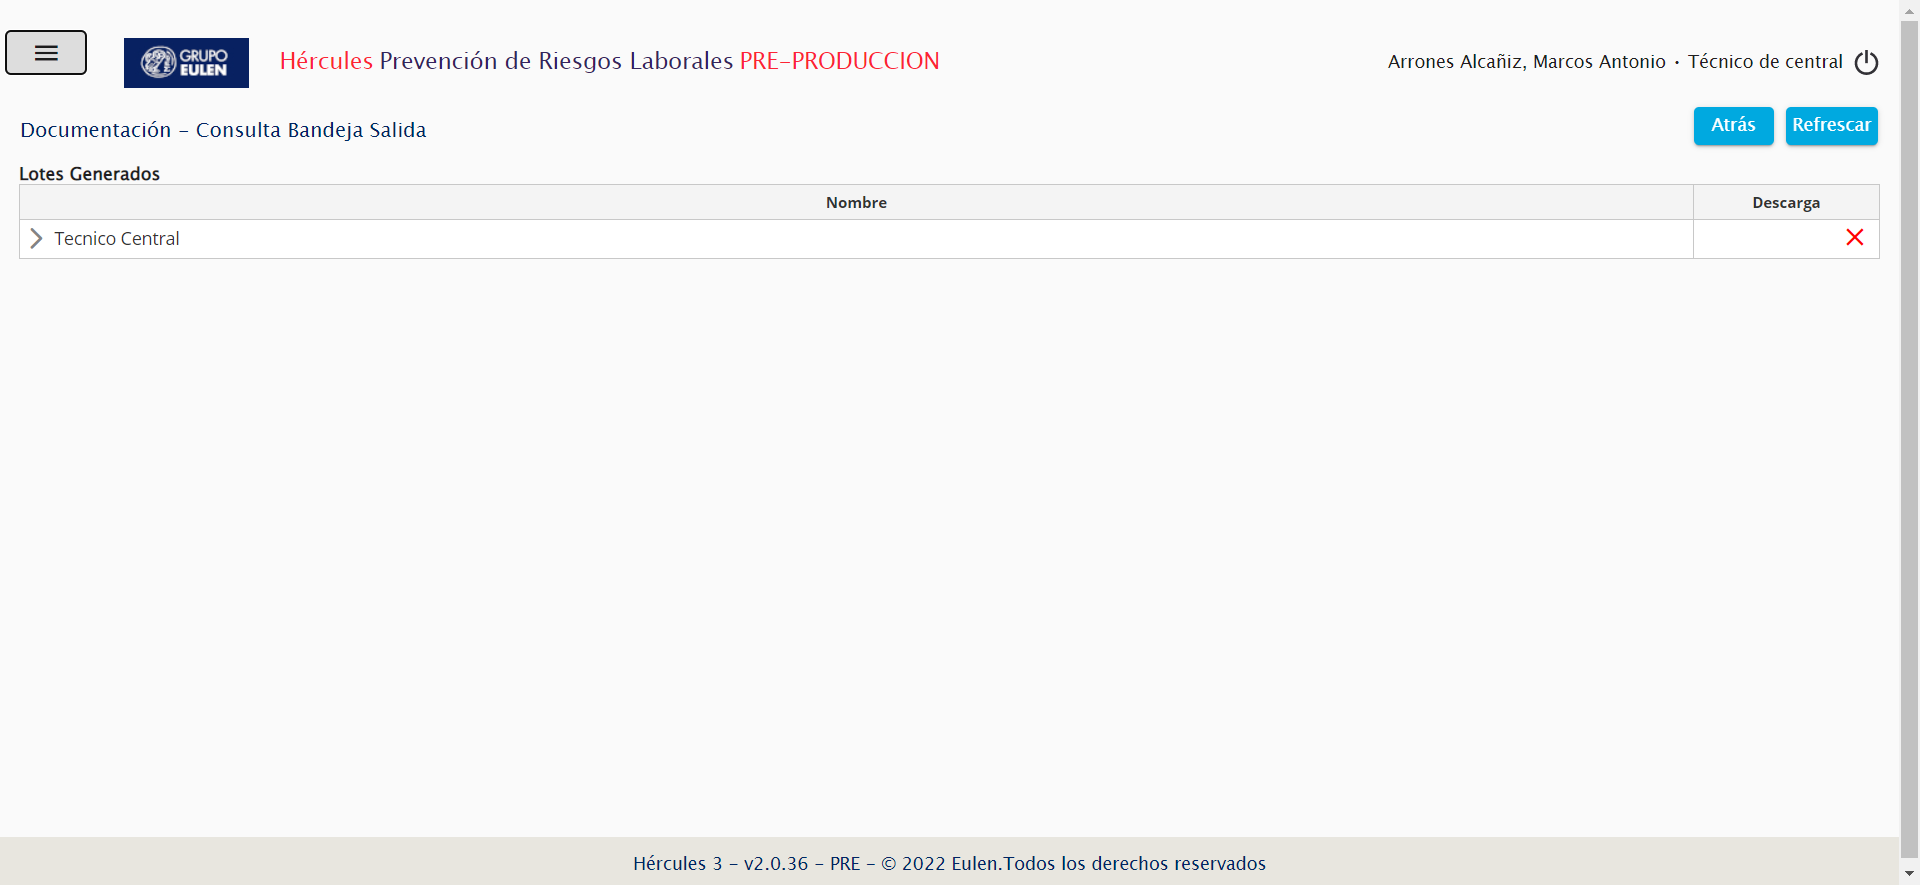 GRUPO
EULEN
Hércules Prevención de Riesgos Laborales PRE-PRODUCCION
Arrones Alcañiz, Marcos Antonio · Técnico de central
Documentación - Consulta Bandeja Salida
Atrás
Refrescar
Lotes Generados
Nombre
Descarga
Tecnico Central
Hércules 3 - v2.0.36 - PRE - © 2022 Eulen.Todos los derechos reservados